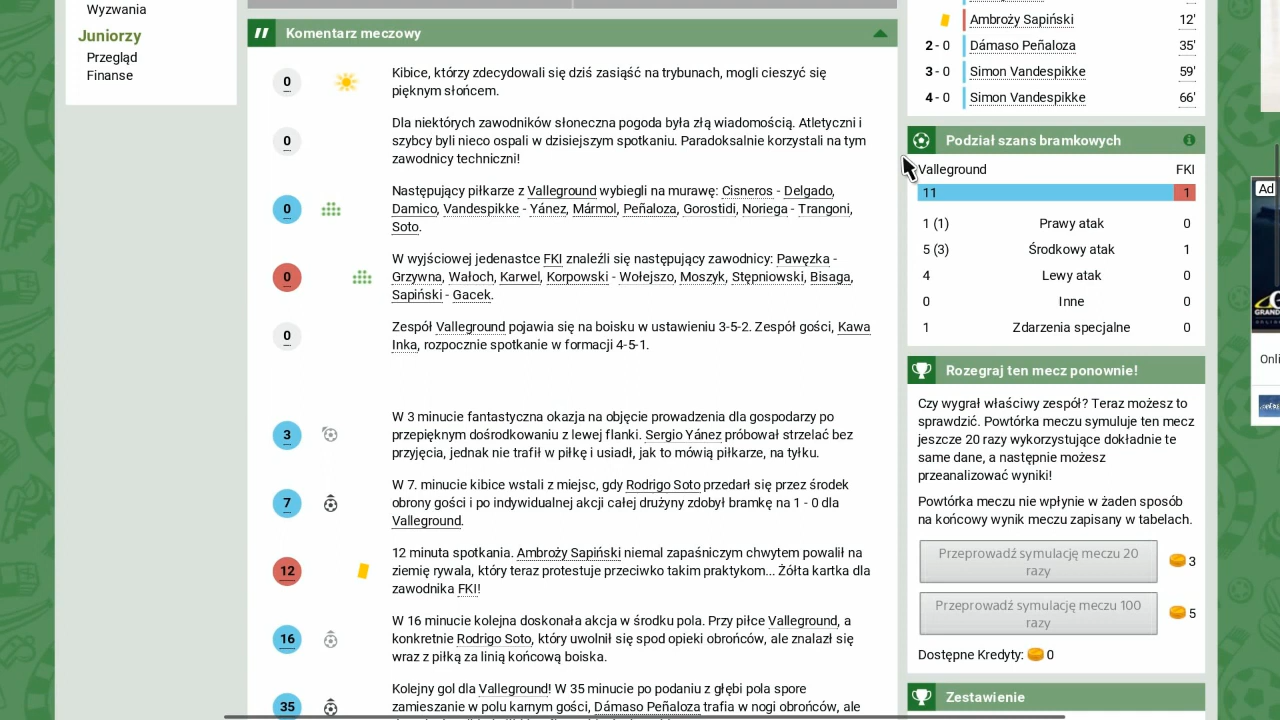 Wyzwania
Juniorzy
Przegląd
Finanse
Komentarz meczowy
0
Kibice, którzy zdecydowali się dziś zasiąść na trybunach, mogli cieszyć się
pięknym słońcem.
0
Dla niektórych zawodników słoneczna pogoda była złą wiadomością. Atletyczni i
szybcy byli nieco ospali w dzisiejszym spotkaniu. Paradoksalnie korzystali na tym
zawodnicy techniczni!
0
Następujący piłkarze z Valleground wybiegli na murawę: Cisneros - Delgado,
Damico, Vandespikke - Yánez, Mármol, Peñaloza, Gorostidi, Noriega - Trangoni,
Soto.
0
W wyjściowej jedenastce FKI znaleźli się następujący zawodnicy: Pawęzka -
Grzywna, Wałoch, Karwel, Korpowski - Wołejszo, Moszyk, Stępniowski, Bisaga,
Sapiński - Gacek.
0
Zespół Valleground pojawia się na boisku w ustawieniu 3-5-2. Zespół gości, Kawa
Inka, rozpocznie spotkanie w formacji 4-5-1.
3
W 3 minucie fantastyczna okazja na objęcie prowadzenia dla gospodarzy po
przepięknym dośrodkowaniu z lewej flanki. Sergio Yánez próbował strzelać bez
przyjęcia, jednak nie trafił w piłkę i usiadł, jak to mówią piłkarze, na tyłku.
7
W 7. minucie kibice wstali z miejsc, gdy Rodrigo Soto przedarł się przez środek
obrony gości i po indywidualnej akcji całej drużyny zdobył bramkę na 1 - 0 dla
Valleground.
12
12 minuta spotkania. Ambroży Sapiński niemal zapaśniczym chwytem powalił na
ziemię rywala, który teraz protestuje przeciwko takim praktykom... Żółta kartka dla
zawodnika FKI!
16
W 16 minucie kolejna doskonała akcja w środku pola. Przy piłce Valleground, a
konkretnie Rodrigo Soto, który uwolnił się spod opieki obrońców, ale znalazł się
wraz z piłką za linią końcową boiska.
35
Kolejny gol dla Valleground! W 35 minucie po podaniu z głębi pola spore
zamieszanie w polu karnym gości, Dámaso Peñaloza trafia w nogi obrońców, ale
Ambroży Sapiński 12'
2 - 0 Dámaso Peñaloza 35'
3 - 0 Simon Vandespikke 59'
4 - 0 Simon Vandespikke 66'
Podział szans bramkowych
Valleground FKI
11 1
1 (1) Prawy atak 0
5 (3) Środkowy atak 1
4 Lewy atak 0
0 Inne 0
1 Zdarzenia specjalne 0
Rozegraj ten mecz ponownie!
Czy wygrał właściwy zespół? Teraz możesz to
sprawdzić. Powtórka meczu symuluje ten mecz
jeszcze 20 razy wykorzystujące dokładnie te
same dane, a następnie możesz
przeanalizować wyniki!
Powtórka meczu nie wpłynie w żaden sposób
na końcowy wynik meczu zapisany w tabelach.
Przeprowadź symulację meczu 20
razy
3
Przeprowadź symulację meczu 100
razy
5
Dostępne Kredyty: 0
Zestawienie
Ad
Onli